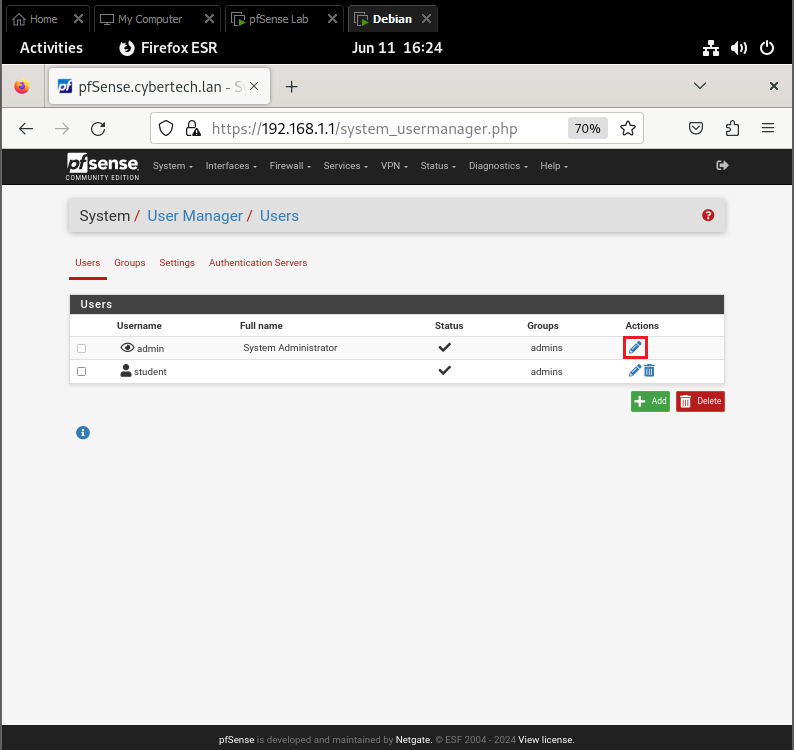 Home My Computer pfSense Lab Debian
Activities Firefox ESR Jun 11 16:24
pfSense.cybertech.lan - S
https://192.168.1.1/system_usermanager.php 70%
pfsense System Interfaces Firewall Services VPN Status Diagnostics Help
COMMUNITY EDITION
System / User Manager / Users
Users Groups Settings Authentication Servers
Users
Username Full name Status Groups Actions
admin System Administrator admins
student admins
Add Delete
pfSense is developed and maintained by Netgate. © ESF 2004 - 2024 View license.